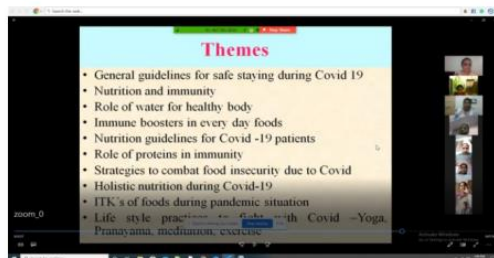 Themes
• General guidelines for safe staying during Covid 19
• Nutrition and immunity
• Role of water for healthy body
• Immune boosters in every day foods
• Nutrition guidelines for Covid -19 patients
• Role of proteins in immunity
• Strategies to combat food insecurity due to Covid
• Holistic nutrition during Covid-19
• ITK's of foods during pandemic situation
• Life style practices to fight with Covid –Yoga,
Pranayama, meditation, exercise
zoom_0
Activate Windows